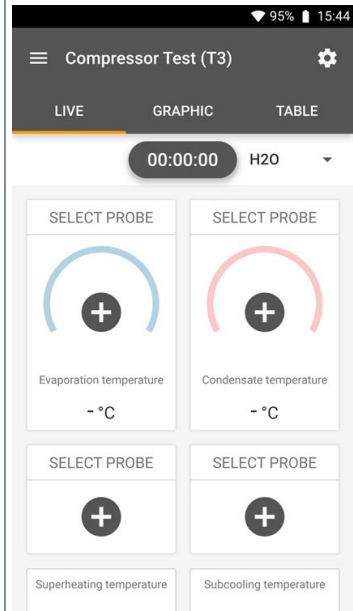 95% 15:44
Compressor Test (T3)
LIVE GRAPHIC TABLE
00:00:00 H2O
SELECT PROBE SELECT PROBE
Evaporation temperature Condensate temperature
- °C - °C
SELECT PROBE SELECT PROBE
Superheating temperature Subcooling temperature